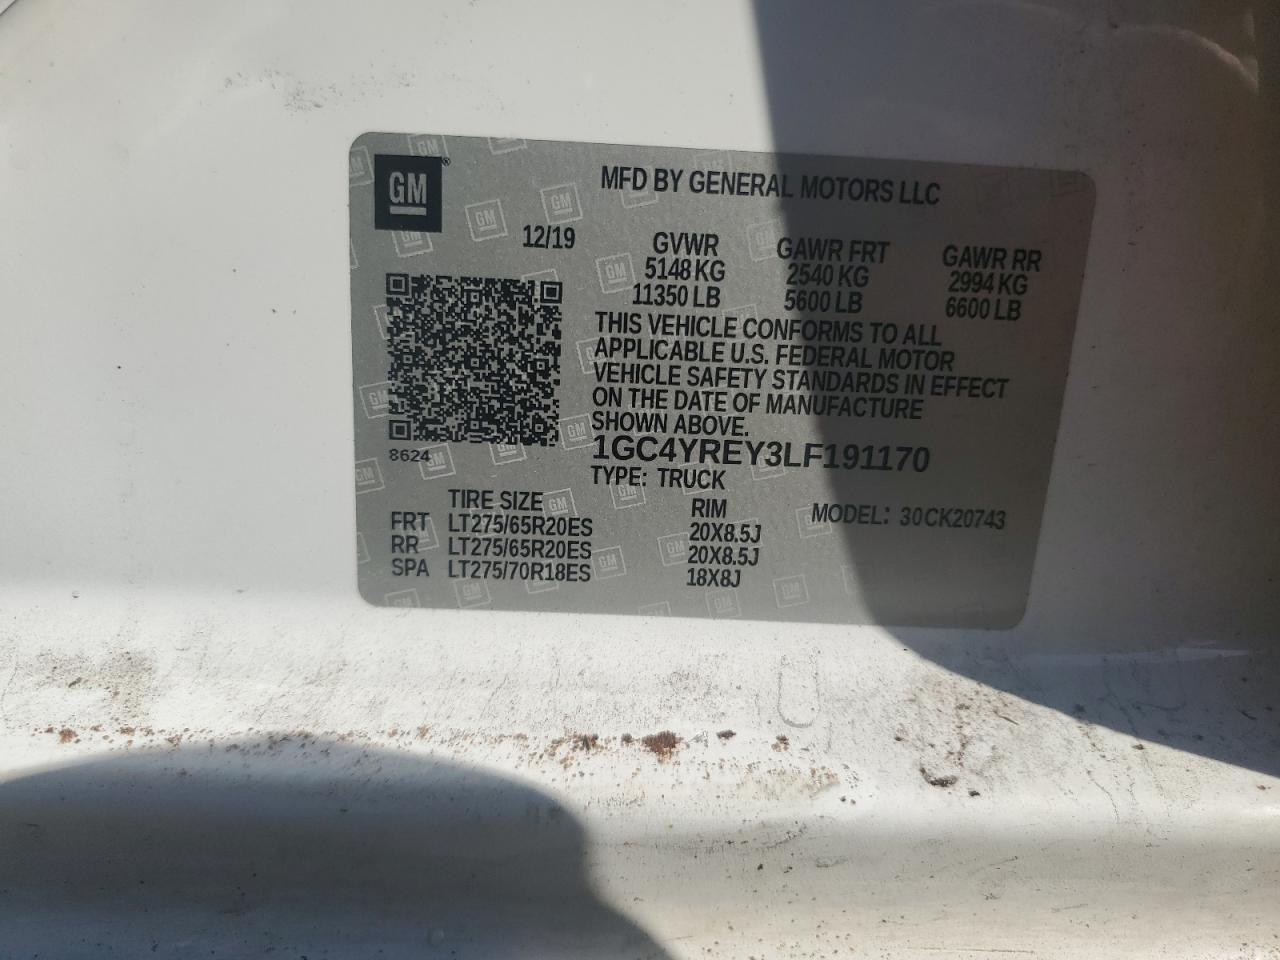 GM
MFD BY GENERAL MOTORS LLC
12/19
GVWR GAWR FRT GAWR RR
5148 KG 2540 KG 2994 KG
11350 LB 5600 LB 6600 LB
THIS VEHICLE CONFORMS TO ALL
APPLICABLE U.S. FEDERAL MOTOR
VEHICLE SAFETY STANDARDS IN EFFECT
ON THE DATE OF MANUFACTURE
SHOWN ABOVE.
8624
1GC4YREY3LF191170
TYPE: TRUCK
TIRE SIZE RIM MODEL: 30CK20743
FRT LT275/65R20ES 20X8.5J
RR LT275/65R20ES 20X8.5J
SPA LT275/70R18ES 18X8J